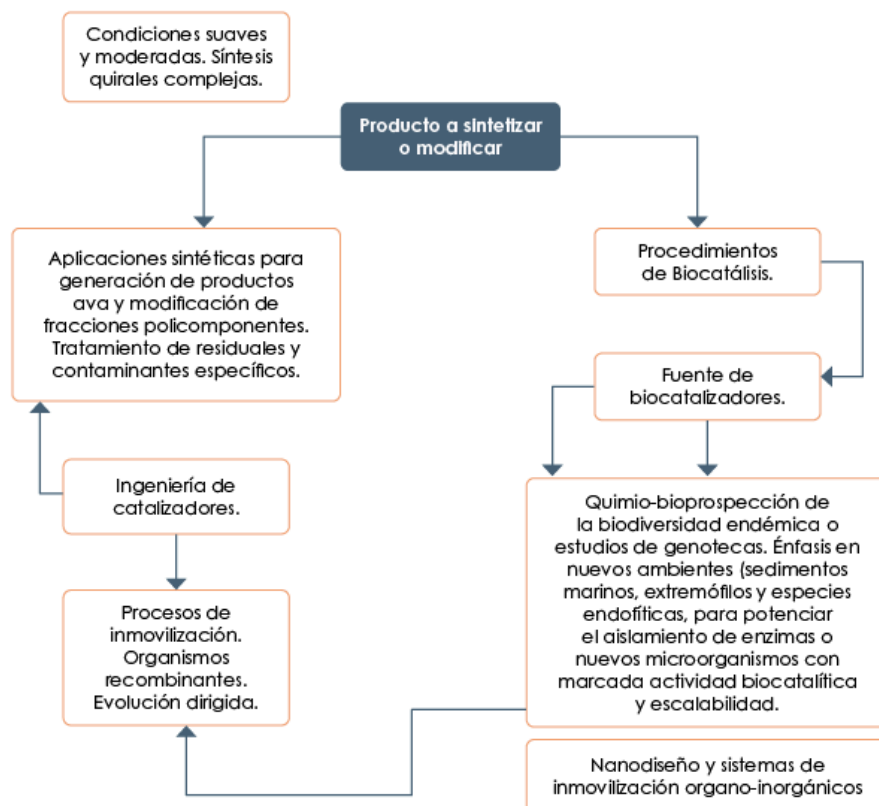 Condiciones suaves
y moderadas. Síntesis
quirales complejas.
Producto a sintetizar
o modificar
Aplicaciones sintéticas para
generación de productos
ava y modificación de
fracciones policomponentes.
Tratamiento de residuales y
contaminantes específicos.
Procedimientos
de Biocatálisis.
Fuente de
biocatalizadores.
Ingeniería de
catalizadores.
Quimio-bioprospección de
la biodiversidad endémica o
estudios de genotecas. Énfasis en
nuevos ambientes (sedimentos
marinos, extremófilos y especies
endofíticas, para potenciar
el aislamiento de enzimas o
nuevos microorganismos con
marcada actividad biocatalítica
y escalabilidad.
Procesos de
inmovilización.
Organismos
recombinantes.
Evolución dirigida.
Nanodiseño y sistemas de
inmovilización organo-inorgánicos